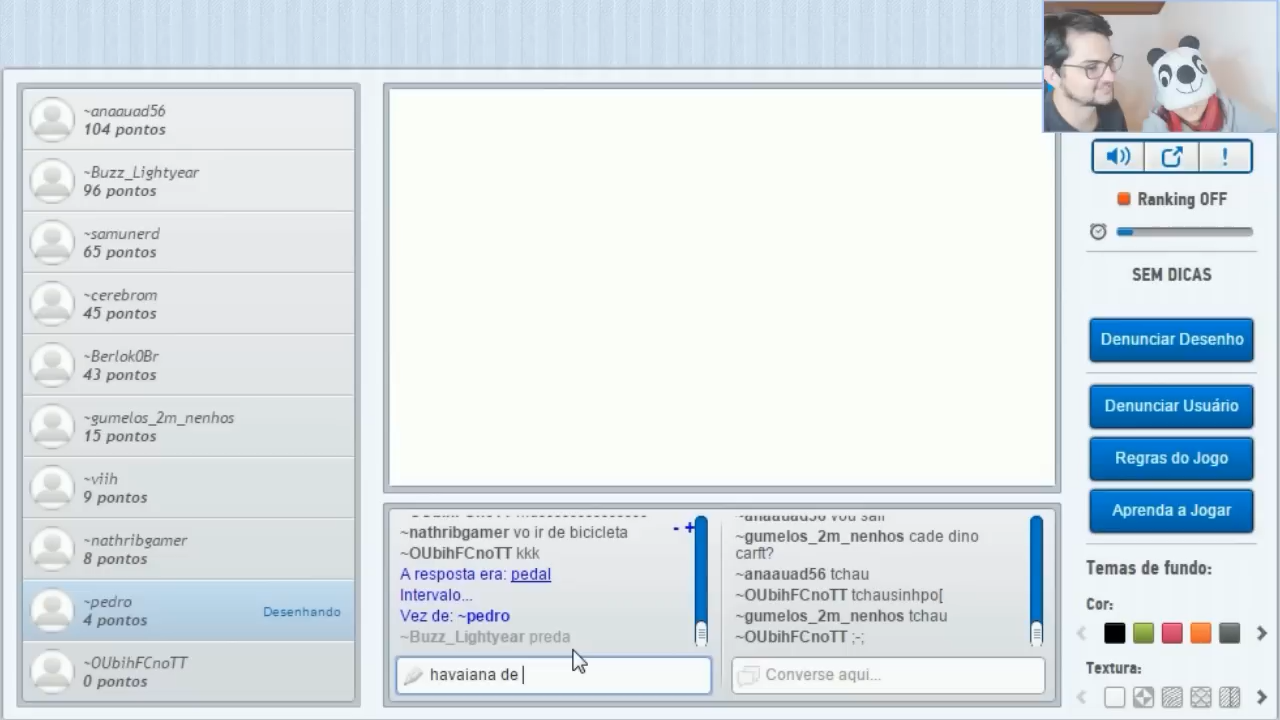 ~anaauad56
104 pontos
~Buzz_Lightyear
96 pontos
~samunerd
65 pontos
~cerebrom
45 pontos
~Berlok0Br
43 pontos
~gumelos_2m_nenhos
15 pontos
~viih
9 pontos
~nathribgamer
8 pontos
~pedro
4 pontos
Desenhando
~OUbihFCnoTT
0 pontos
~nathribgamer vo ir de bicicleta
- +
~OUbihFCnoTT kkk
A resposta era: pedal
Intervalo...
Vez de: ~pedro
~Buzz_Lightyear preda
havaiana de
~anaauad56 vou sair
~gumelos_2m_nenhos cade dino
carft?
~anaauad56 tchau
~OUbihFCnoTT tchausinhpo[
~gumelos_2m_nenhos tchau
~OUbihFCnoTT ;-;
Converse aqui...
!
Ranking OFF
SEM DICAS
Denunciar Desenho
Denunciar Usuário
Regras do Jogo
Aprenda a Jogar
Temas de fundo:
Cor:
Textura: